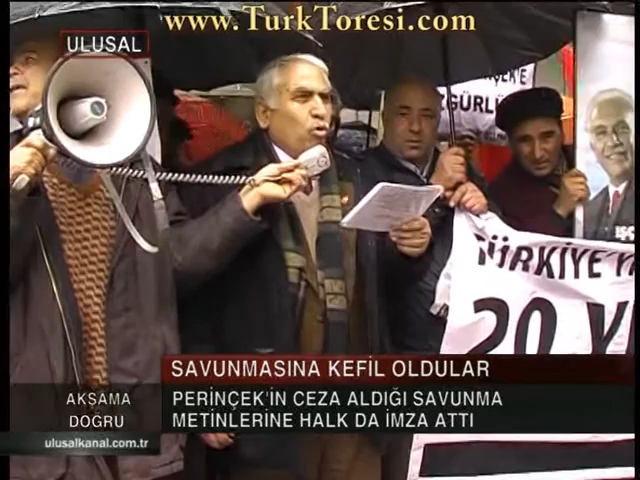 www.TurkToresi.com
ULUSAL
TÜRKİYE'Y
20 Y
SAVUNMASINA KEFİL OLDULAR
AKŞAMA
DOĞRU
PERİNÇEK'İN CEZA ALDIĞI SAVUNMA
METİNLERİNE HALK DA İMZA ATTI
ulusalkanal.com.tr